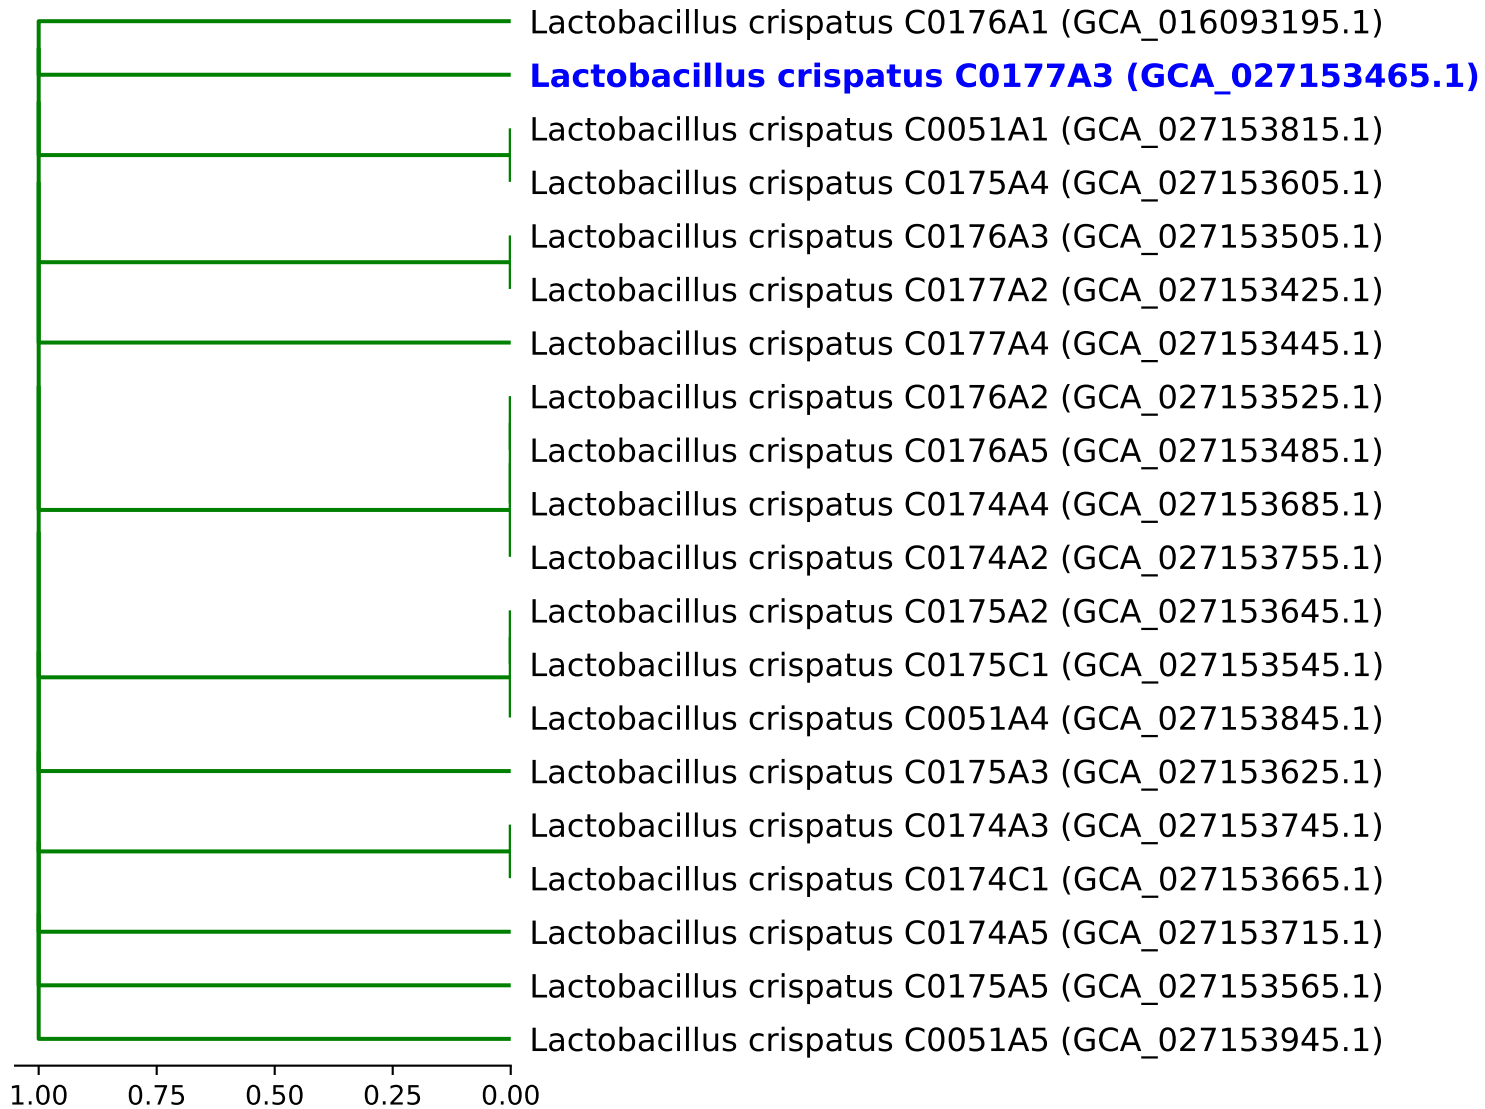 Lactobacillus crispatus C0176A1 (GCA_016093195.1)
Lactobacillus crispatus C0177A3 (GCA_027153465.1)
Lactobacillus crispatus C0051A1 (GCA_027153815.1)
Lactobacillus crispatus C0175A4 (GCA_027153605.1)
Lactobacillus crispatus C0176A3 (GCA_027153505.1)
Lactobacillus crispatus C0177A2 (GCA_027153425.1)
Lactobacillus crispatus C0177A4 (GCA_027153445.1)
Lactobacillus crispatus C0176A2 (GCA_027153525.1)
Lactobacillus crispatus C0176A5 (GCA_027153485.1)
Lactobacillus crispatus C0174A4 (GCA_027153685.1)
Lactobacillus crispatus C0174A2 (GCA_027153755.1)
Lactobacillus crispatus C0175A2 (GCA_027153645.1)
Lactobacillus crispatus C0175C1 (GCA_027153545.1)
Lactobacillus crispatus C0051A4 (GCA_027153845.1)
Lactobacillus crispatus C0175A3 (GCA_027153625.1)
Lactobacillus crispatus C0174A3 (GCA_027153745.1)
Lactobacillus crispatus C0174C1 (GCA_027153665.1)
Lactobacillus crispatus C0174A5 (GCA_027153715.1)
Lactobacillus crispatus C0175A5 (GCA_027153565.1)
Lactobacillus crispatus C0051A5 (GCA_027153945.1)
1.00 0.75 0.50 0.25 0.00